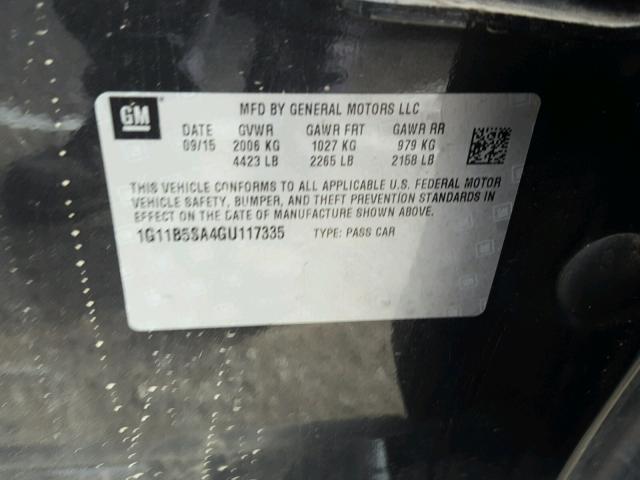 GM
MFD BY GENERAL MOTORS LLC
DATE GVWR GAWR FRT GAWR RR
09/15 2006 KG 1027 KG 979 KG
4423 LB 2265 LB 2158 LB
THIS VEHICLE CONFORMS TO ALL APPLICABLE U.S. FEDERAL MOTOR
VEHICLE SAFETY, BUMPER, AND THEFT PREVENTION STANDARDS IN
EFFECT ON THE DATE OF MANUFACTURE SHOWN ABOVE.
1G11B5SA4GU117335 TYPE: PASS CAR